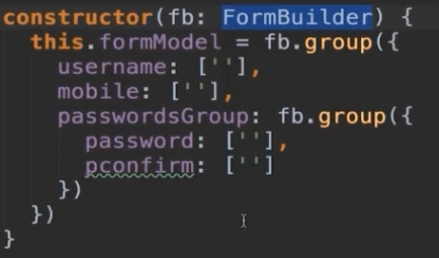 constructor(fb: FormBuilder) {
  this.formModel = fb.group({
    username: [''],
    mobile: [''],
    passwordsGroup: fb.group({
      password: [''],
      pconfirm: ['']
    })
  })
}